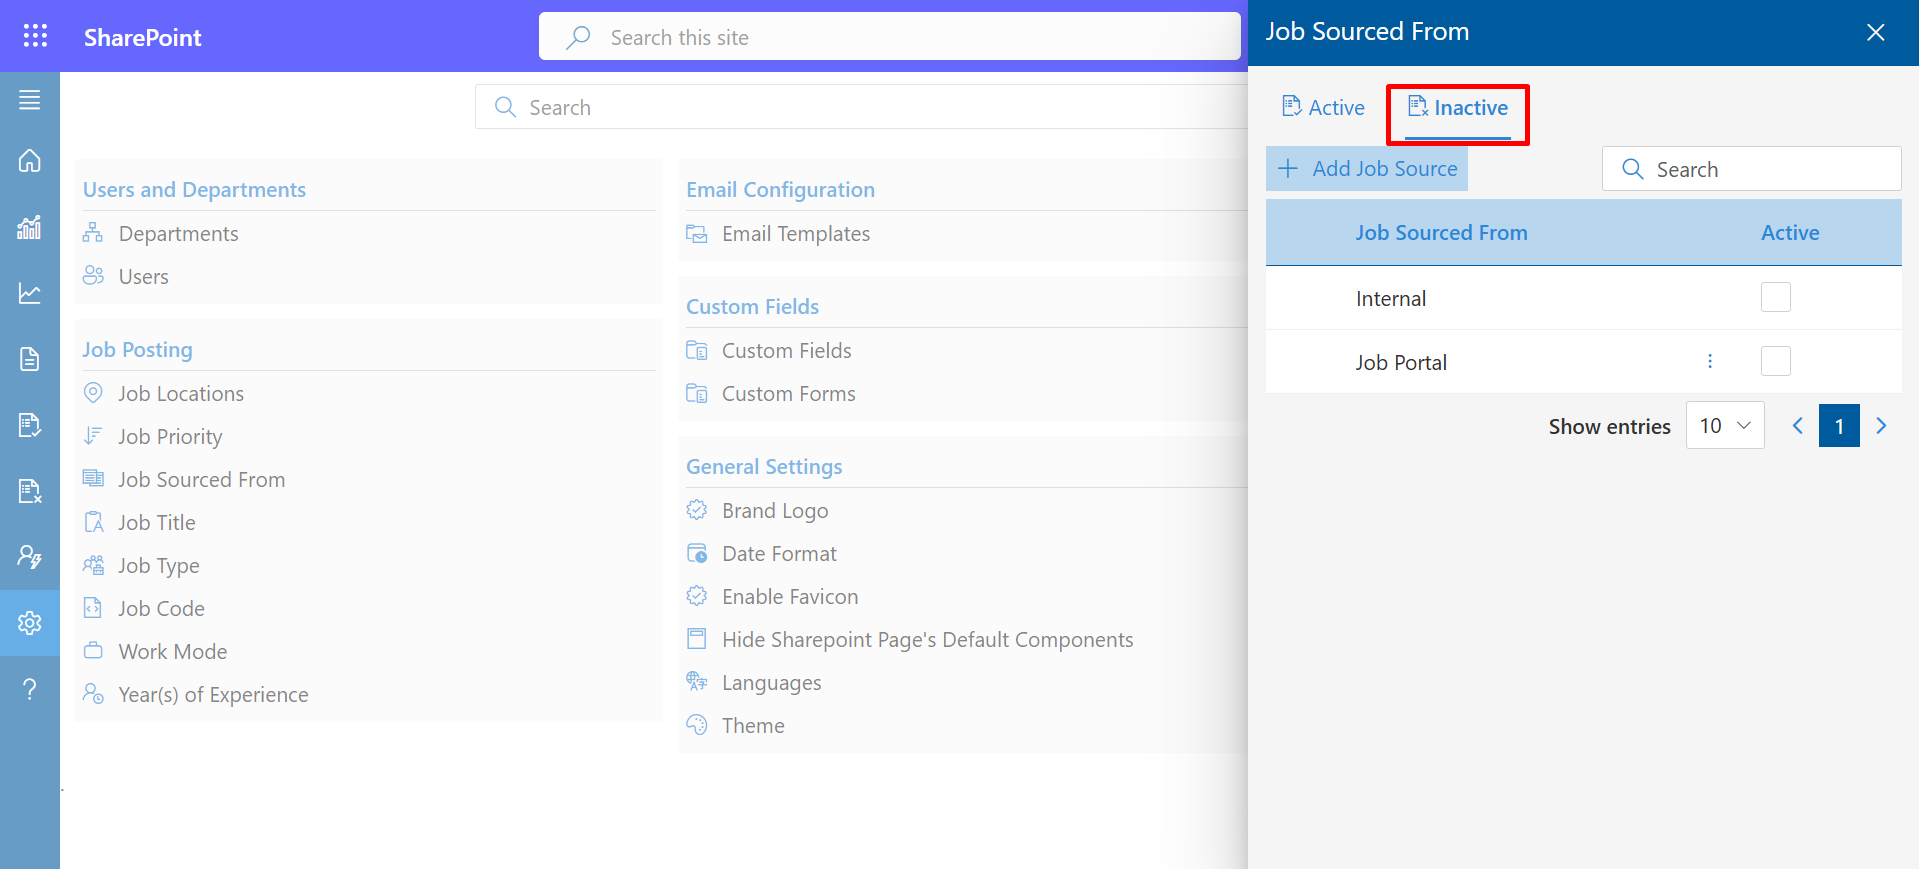 SharePoint
Search this site
Search
Users and Departments
Departments
Users
Job Posting
Job Locations
Job Priority
Job Sourced From
Job Title
Job Type
Job Code
Work Mode
Year(s) of Experience
Email Configuration
Email Templates
Custom Fields
Custom Fields
Custom Forms
General Settings
Brand Logo
Date Format
Enable Favicon
Hide Sharepoint Page's Default Components
Languages
Theme
Job Sourced From
Active Inactive
Add Job Source Search
Job Sourced From Active
Internal
Job Portal
Show entries 10 1